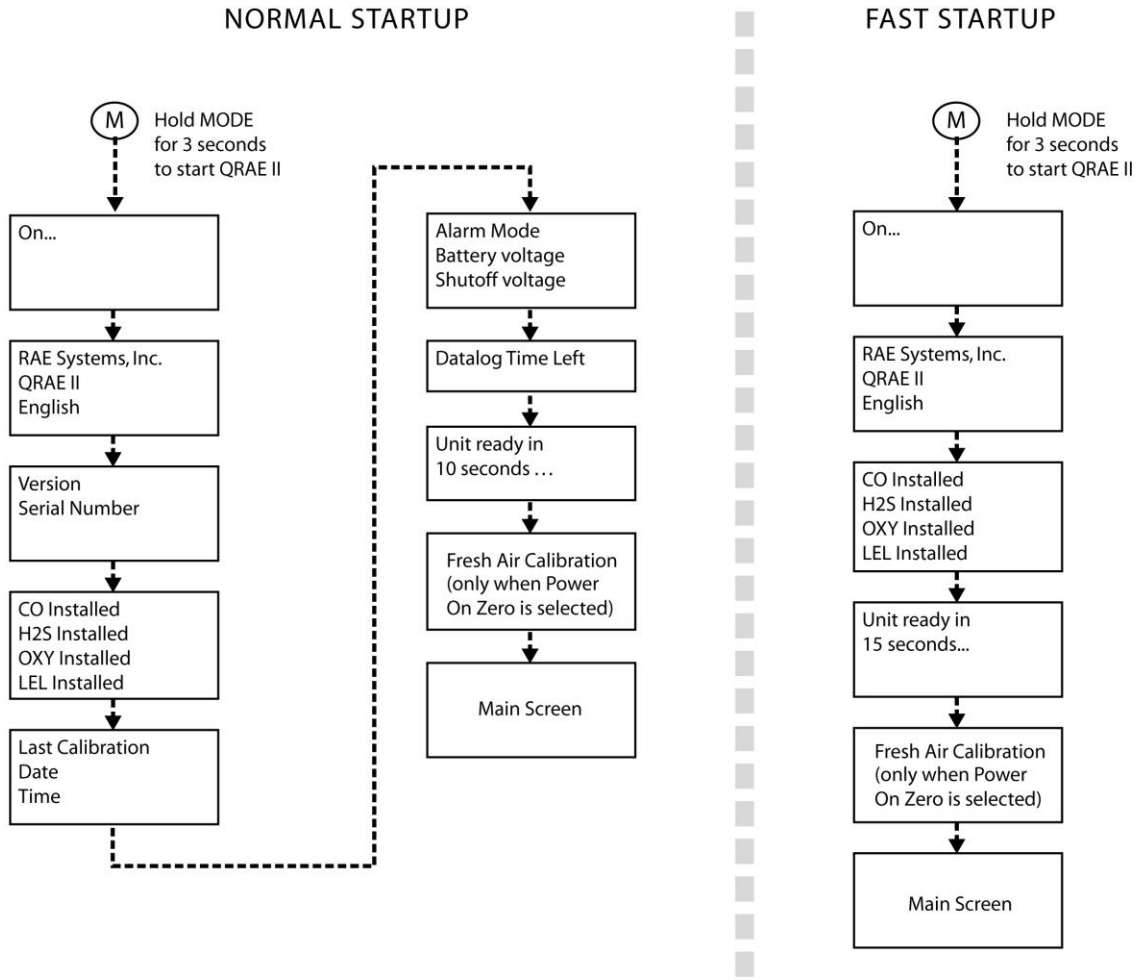 NORMAL STARTUP
M
Hold MODE
for 3 seconds
to start QRAE II
On...
RAE Systems, Inc.
QRAE II
English
Version
Serial Number
CO Installed
H2S Installed
OXY Installed
LEL Installed
Last Calibration
Date
Time
Alarm Mode
Battery voltage
Shutoff voltage
Datalog Time Left
Unit ready in
10 seconds ...
Fresh Air Calibration
(only when Power
On Zero is selected)
Main Screen
FAST STARTUP
M
Hold MODE
for 3 seconds
to start QRAE II
On...
RAE Systems, Inc.
QRAE II
English
CO Installed
H2S Installed
OXY Installed
LEL Installed
Unit ready in
15 seconds...
Fresh Air Calibration
(only when Power
On Zero is selected)
Main Screen